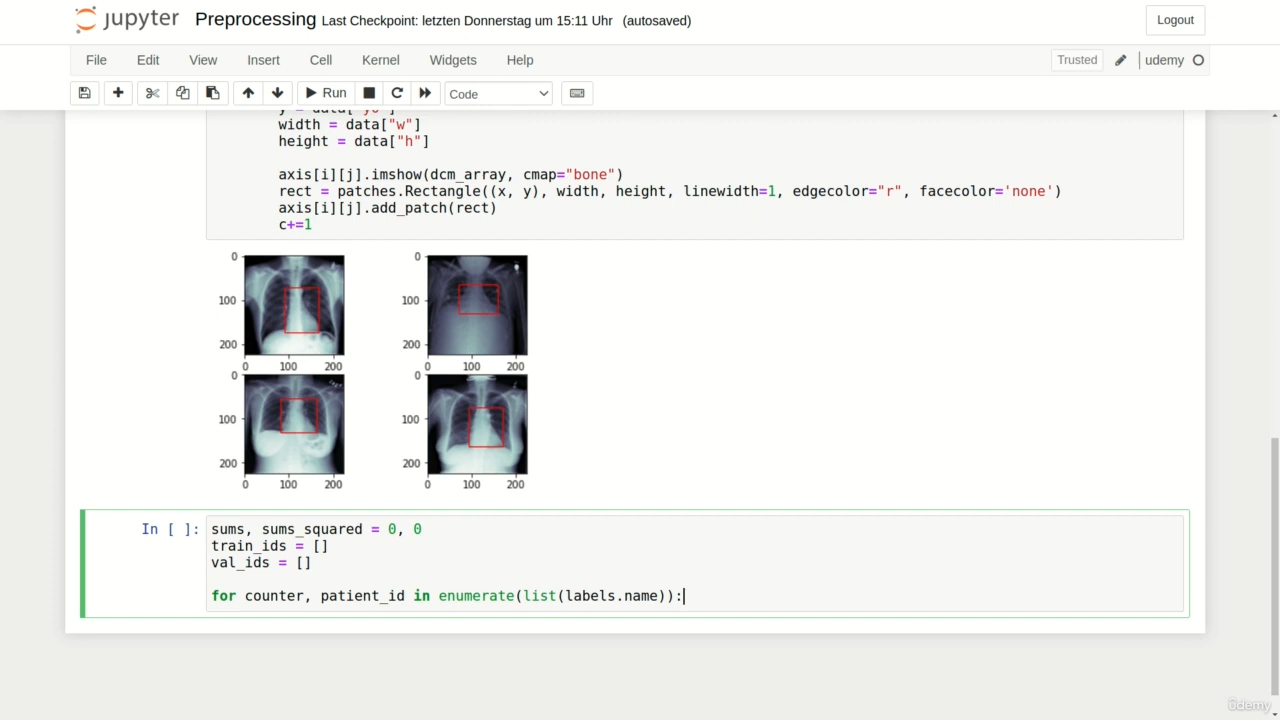 jupyter Preprocessing Last Checkpoint: letzten Donnerstag um 15:11 Uhr (autosaved)
Logout
File Edit View Insert Cell Kernel Widgets Help
Trusted udemy
Run Code
y = data["y0"]
width = data["w"]
height = data["h"]
axis[i][j].imshow(dcm_array, cmap="bone")
rect = patches.Rectangle((x, y), width, height, linewidth=1, edgecolor="r", facecolor='none')
axis[i][j].add_patch(rect)
c+=1
0 0
100 100
200 200
0 100 200 0 100 200
0 0
100 100
200 200
0 100 200 0 100 200
In [ ]: sums, sums_squared = 0, 0
train_ids = []
val_ids = []
for counter, patient_id in enumerate(list(labels.name)):
ûdemy